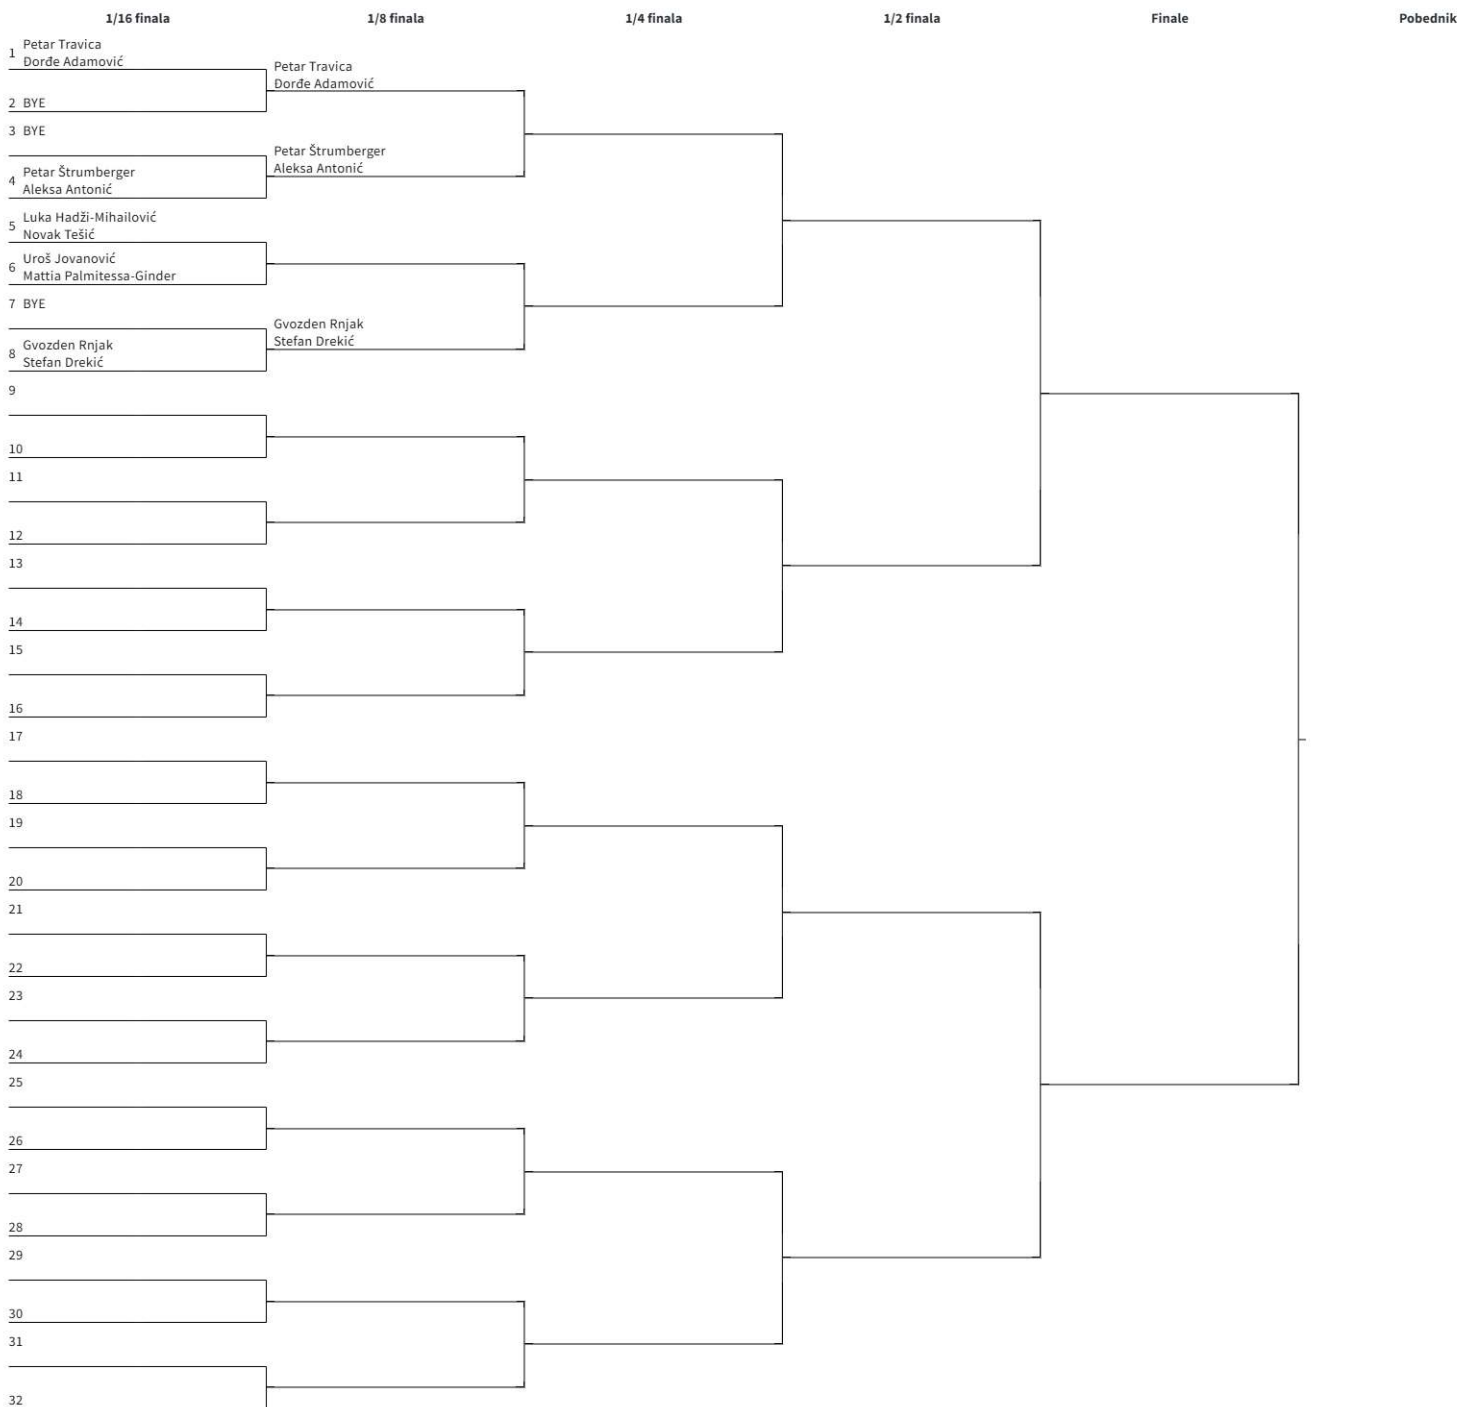 1/16 finala 1/8 finala 1/4 finala 1/2 finala Finale Pobednik
1 Petar Travica
Đorđe Adamović
Petar Travica
Đorđe Adamović
2 BYE
3 BYE
Petar Štrumberger
Aleksa Antonić
4 Petar Štrumberger
Aleksa Antonić
5 Luka Hadži-Mihailović
Novak Tešić
6 Uroš Jovanović
Mattia Palmitessa-Ginder
7 BYE
Gvozden Rnjak
Stefan Drekić
8 Gvozden Rnjak
Stefan Drekić
9
10
11
12
13
14
15
16
17
18
19
20
21
22
23
24
25
26
27
28
29
30
31
32